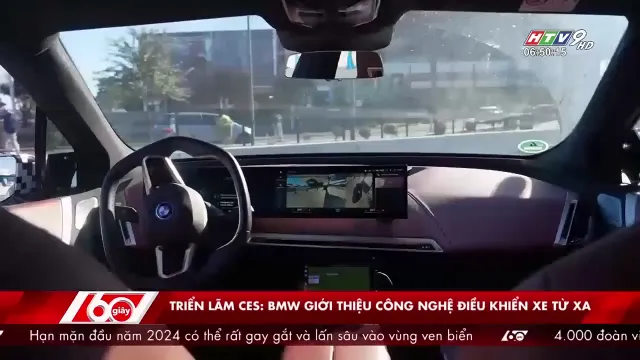 HTV9 HD
06:50:15
60 giây
TRIỂN LÃM CES: BMW GIỚI THIỆU CÔNG NGHỆ ĐIỀU KHIỂN XE TỪ XA
Hạn mặn đầu năm 2024 có thể rất gay gắt và lấn sâu vào vùng ven biển
60s
4.000 đoàn v